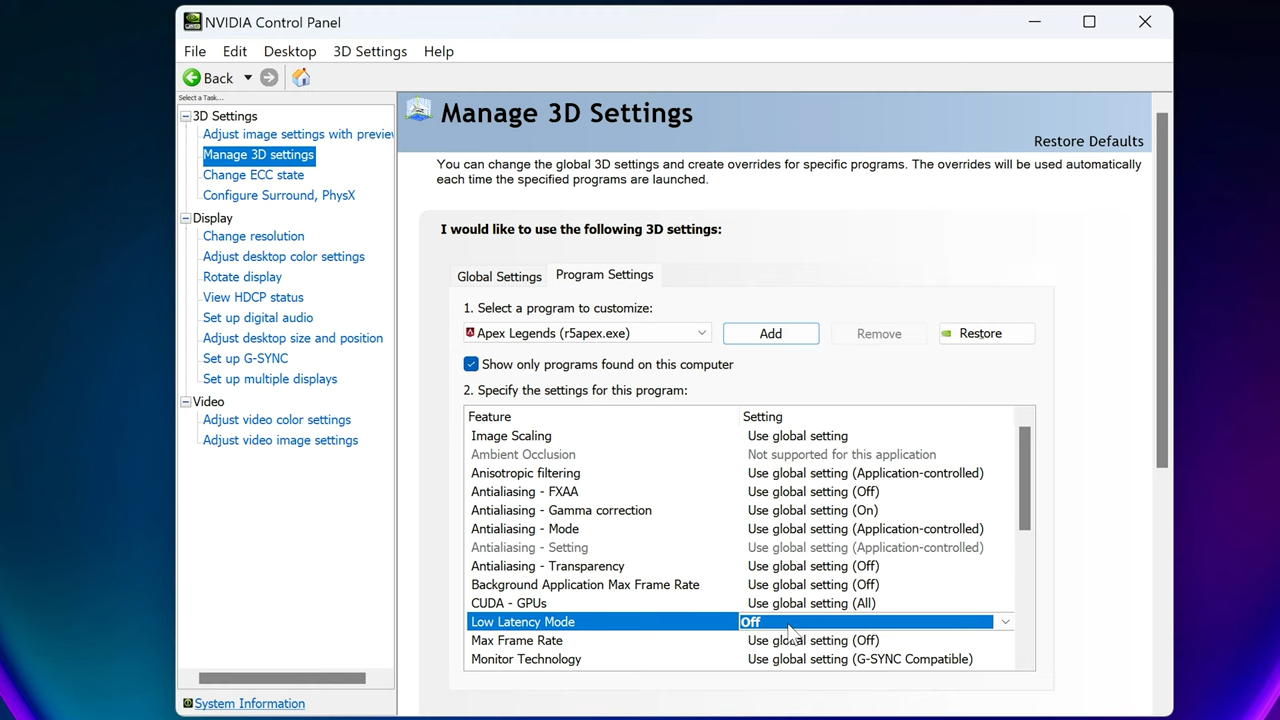 NVIDIA Control Panel
File Edit Desktop 3D Settings Help
Back
Select a Task...
3D Settings
Adjust image settings with preview
Manage 3D settings
Change ECC state
Configure Surround, PhysX
Display
Change resolution
Adjust desktop color settings
Rotate display
View HDCP status
Set up digital audio
Adjust desktop size and position
Set up G-SYNC
Set up multiple displays
Video
Adjust video color settings
Adjust video image settings
System Information
Manage 3D Settings
Restore Defaults
You can change the global 3D settings and create overrides for specific programs. The overrides will be used automatically
each time the specified programs are launched.
I would like to use the following 3D settings:
Global Settings Program Settings
1. Select a program to customize:
Apex Legends (r5apex.exe) Add Remove Restore
Show only programs found on this computer
2. Specify the settings for this program:
Feature Setting
Image Scaling Use global setting
Ambient Occlusion Not supported for this application
Anisotropic filtering Use global setting (Application-controlled)
Antialiasing - FXAA Use global setting (Off)
Antialiasing - Gamma correction Use global setting (On)
Antialiasing - Mode Use global setting (Application-controlled)
Antialiasing - Setting Use global setting (Application-controlled)
Antialiasing - Transparency Use global setting (Off)
Background Application Max Frame Rate Use global setting (Off)
CUDA - GPUs Use global setting (All)
Low Latency Mode Off
Max Frame Rate Use global setting (Off)
Monitor Technology Use global setting (G-SYNC Compatible)